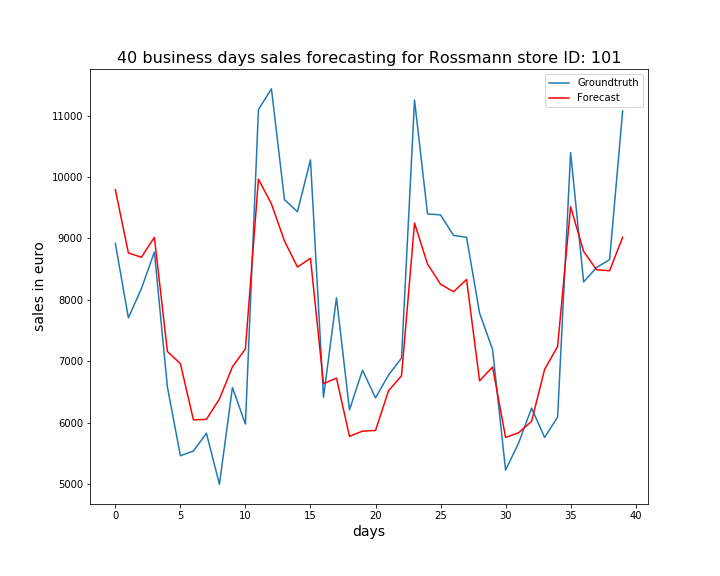 40 business days sales forecasting for Rossmann store ID: 101
Groundtruth
Forecast
11000
10000
9000
8000
7000
6000
5000
sales in euro
0 5 10 15 20 25 30 35 40
days